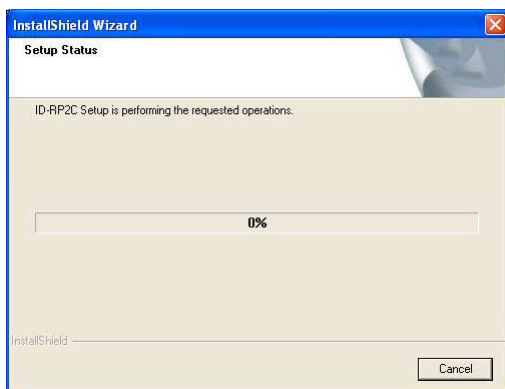 InstallShield Wizard
Setup Status
ID-RP2C Setup is performing the requested operations.
0%
InstallShield
Cancel